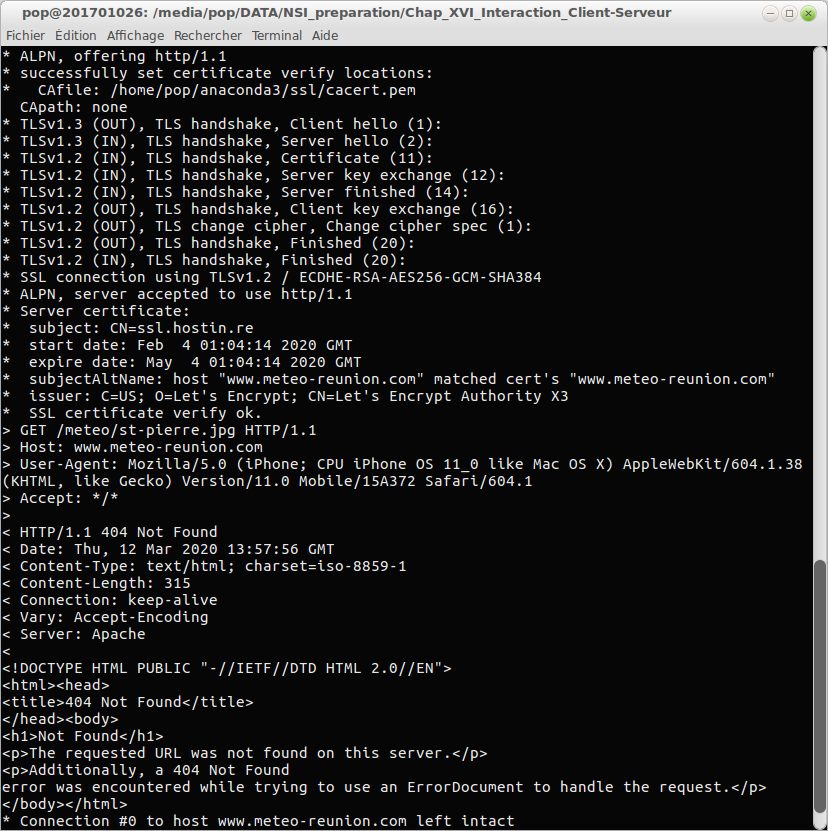 pop@201701026: /media/pop/DATA/NSI_preparation/Chap_XVI_Interaction_Client-Serveur
Fichier Édition Affichage Rechercher Terminal Aide
* ALPN, offering http/1.1
* successfully set certificate verify locations:
*   CAfile: /home/pop/anaconda3/ssl/cacert.pem
  CApath: none
* TLSv1.3 (OUT), TLS handshake, Client hello (1):
* TLSv1.3 (IN), TLS handshake, Server hello (2):
* TLSv1.2 (IN), TLS handshake, Certificate (11):
* TLSv1.2 (IN), TLS handshake, Server key exchange (12):
* TLSv1.2 (IN), TLS handshake, Server finished (14):
* TLSv1.2 (OUT), TLS handshake, Client key exchange (16):
* TLSv1.2 (OUT), TLS change cipher, Change cipher spec (1):
* TLSv1.2 (OUT), TLS handshake, Finished (20):
* TLSv1.2 (IN), TLS handshake, Finished (20):
* SSL connection using TLSv1.2 / ECDHE-RSA-AES256-GCM-SHA384
* ALPN, server accepted to use http/1.1
* Server certificate:
*  subject: CN=ssl.hostin.re
*  start date: Feb  4 01:04:14 2020 GMT
*  expire date: May  4 01:04:14 2020 GMT
*  subjectAltName: host "www.meteo-reunion.com" matched cert's "www.meteo-reunion.com"
*  issuer: C=US; O=Let's Encrypt; CN=Let's Encrypt Authority X3
*  SSL certificate verify ok.
> GET /meteo/st-pierre.jpg HTTP/1.1
> Host: www.meteo-reunion.com
> User-Agent: Mozilla/5.0 (iPhone; CPU iPhone OS 11_0 like Mac OS X) AppleWebKit/604.1.38
(KHTML, like Gecko) Version/11.0 Mobile/15A372 Safari/604.1
> Accept: */*
>
< HTTP/1.1 404 Not Found
< Date: Thu, 12 Mar 2020 13:57:56 GMT
< Content-Type: text/html; charset=iso-8859-1
< Content-Length: 315
< Connection: keep-alive
< Vary: Accept-Encoding
< Server: Apache
<
<!DOCTYPE HTML PUBLIC "-//IETF//DTD HTML 2.0//EN">
<html><head>
<title>404 Not Found</title>
</head><body>
<h1>Not Found</h1>
<p>The requested URL was not found on this server.</p>
<p>Additionally, a 404 Not Found
error was encountered while trying to use an ErrorDocument to handle the request.</p>
</body></html>
* Connection #0 to host www.meteo-reunion.com left intact